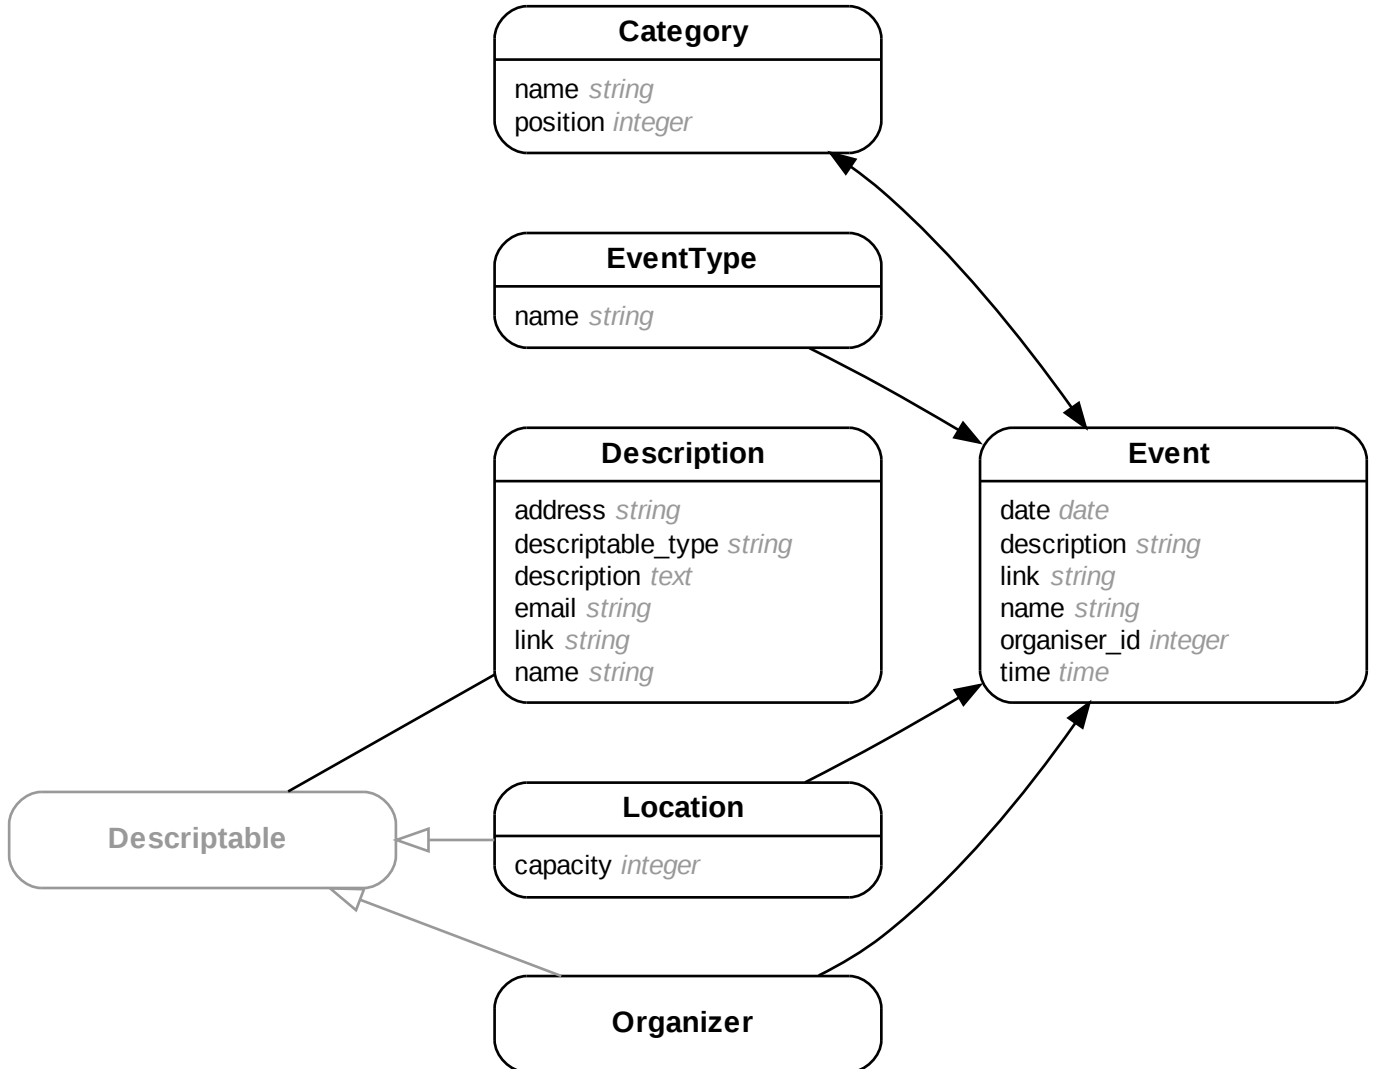 Category
name string
position integer
EventType
name string
Description
address string
descriptable_type string
description text
email string
link string
name string
Event
date date
description string
link string
name string
organiser_id integer
time time
Descriptable
Location
capacity integer
Organizer